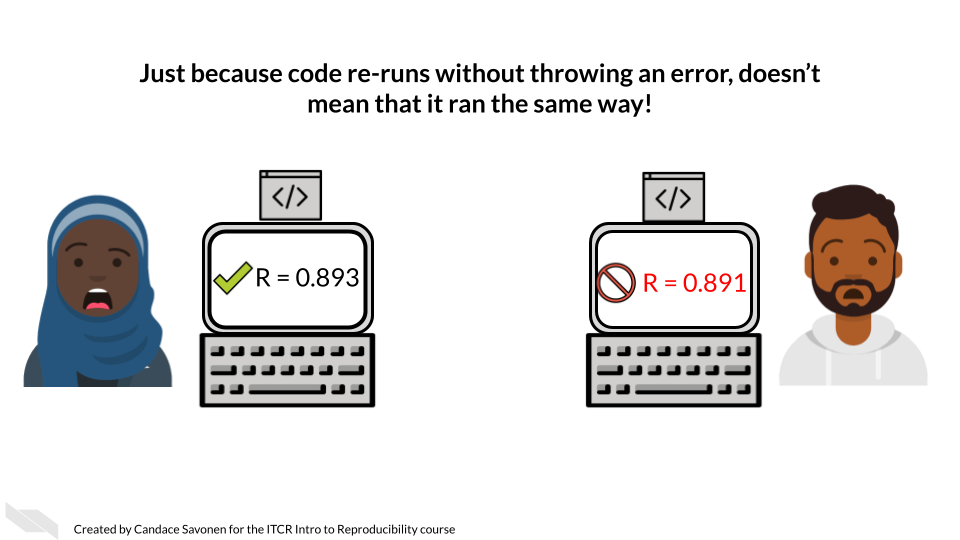 Just because code re-runs without throwing an error, doesn’t
mean that it ran the same way!
</>
</>
R = 0.893
R = 0.891
Created by Candace Savonen for the ITCR Intro to Reproducibility course